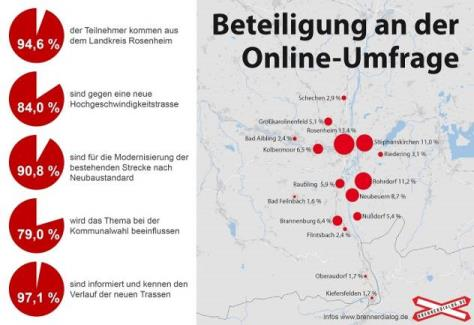 94,6 %
der Teilnehmer kommen aus
dem Landkreis Rosenheim
84,0 %
sind gegen eine neue
Hochgeschwindigkeitstrasse
90,8 %
sind für die Modernisierung der
bestehenden Strecke nach
Neubaustandard
79,0 %
wird das Thema bei der
Kommunalwahl beeinflussen
97,1 %
sind informiert und kennen den
Verlauf der neuen Trassen
Beteiligung an der
Online-Umfrage
Schechen 2,9 %
Großkarolinenfeld 5,1 %
Rosenheim 13,4 %
Bad Aibling 2,4 %
Stephanskirchen 11,0 %
Kolbermoor 6,5 %
Riedering 3,1 %
Raubling 5,9 %
Rohrdorf 11,2 %
Neubeuern 8,7 %
Bad Feilnbach 1,6 %
Nußdorf 5,4 %
Brannenburg 6,4 %
Flintsbach 2,4 %
Oberaudorf 1,7 %
Kiefersfelden 1,7 %
Infos www.brennerdialog.de
BRENNERDIALOG.DE